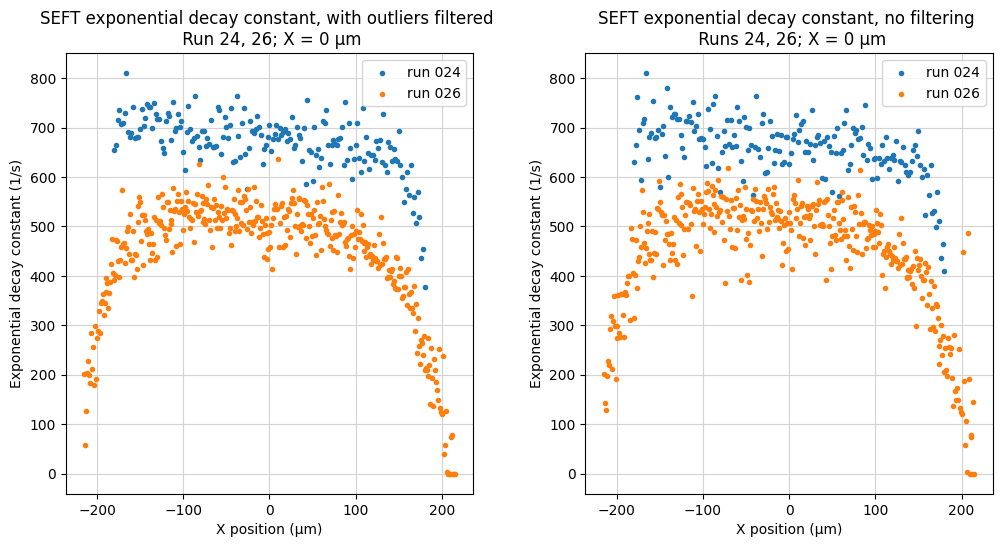 SEFT exponential decay constant, with outliers filtered
Run 24, 26; X = 0 μm
Exponential decay constant (1/s)
800
700
600
500
400
300
200
100
0
run 024
run 026
−200
−100
0
100
200
X position (μm)
SEFT exponential decay constant, no filtering
Runs 24, 26; X = 0 μm
Exponential decay constant (1/s)
800
700
600
500
400
300
200
100
0
run 024
run 026
−200
−100
0
100
200
X position (μm)